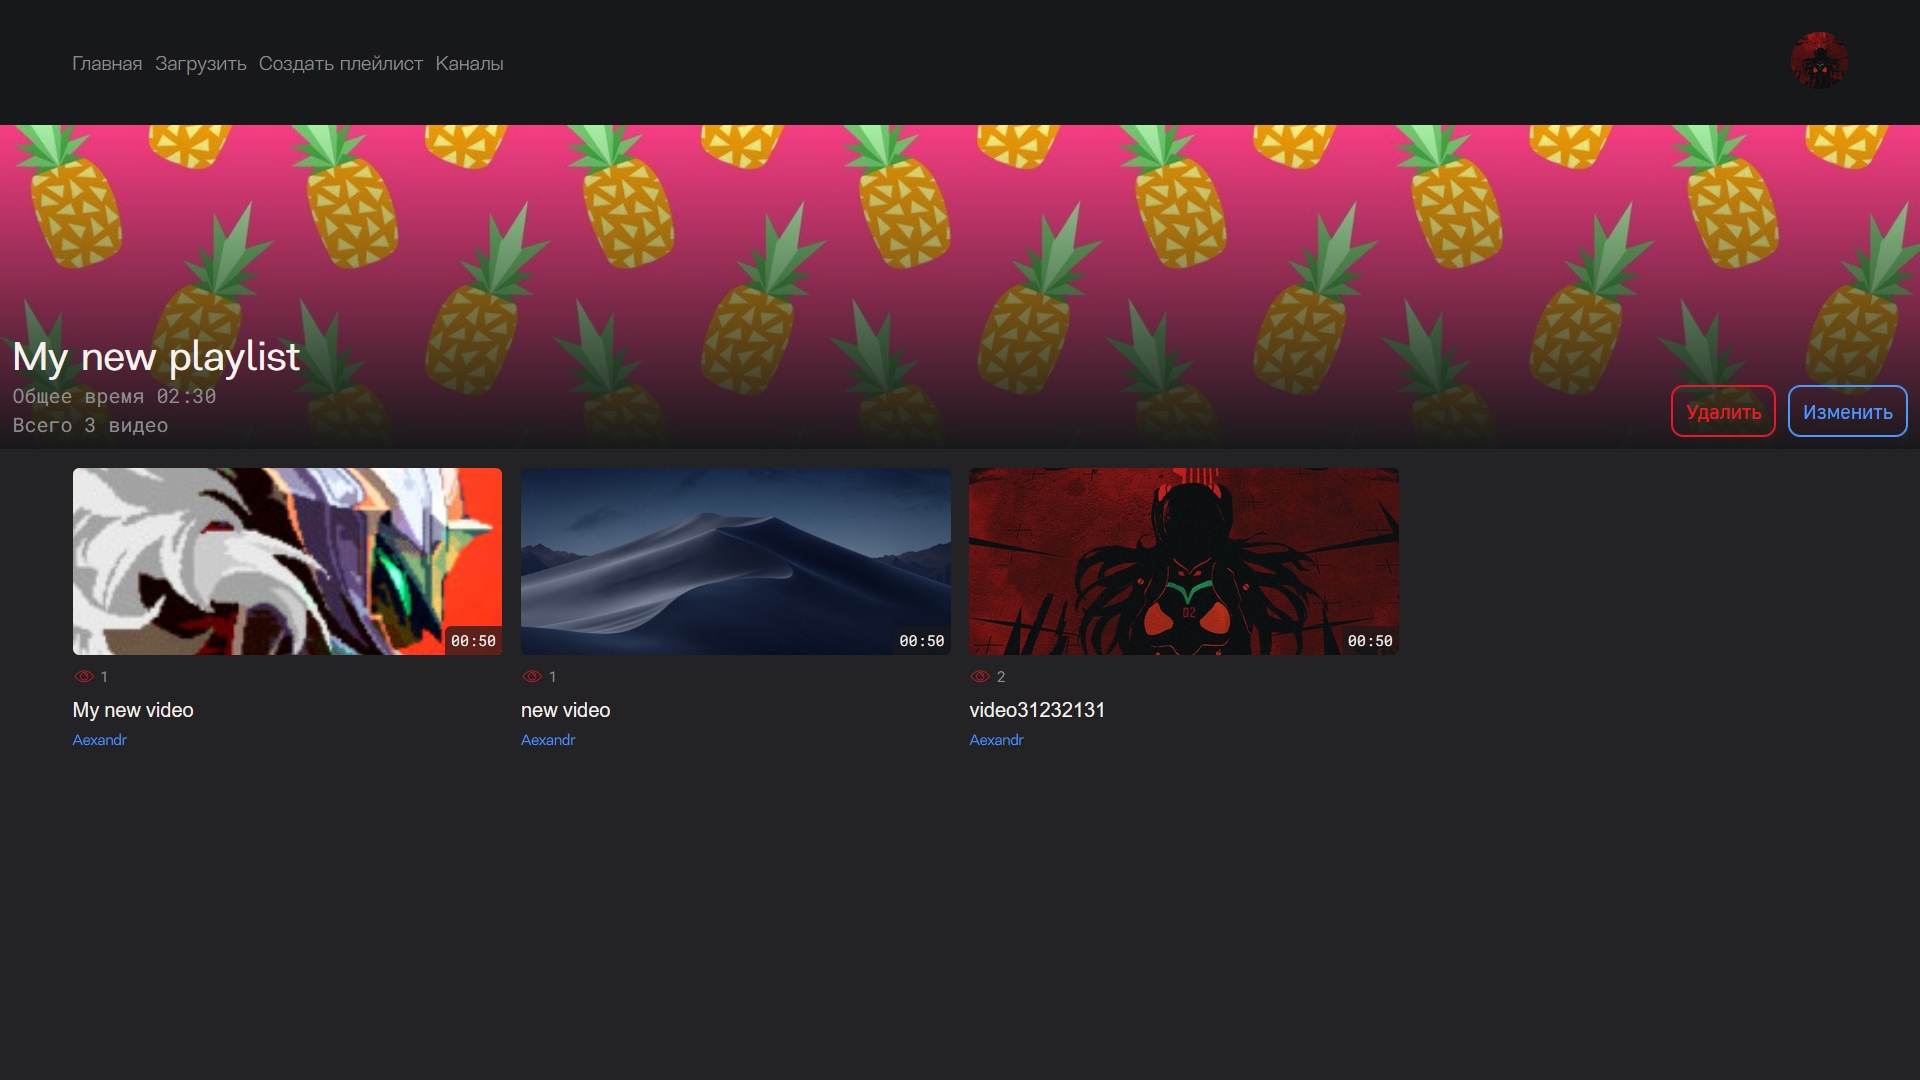 Главная Загрузить Создать плейлист Каналы
My new playlist
Общее время 02:30
Всего 3 видео
Удалить Изменить
00:50 00:50 02 00:50
1 1 2
My new video new video video31232131
Aexandr Aexandr Aexandr